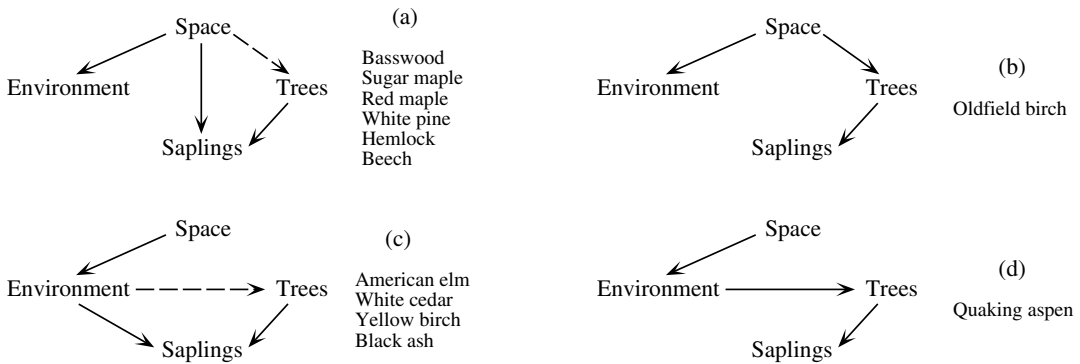 Space
(a)
Environment
Trees
Saplings
Basswood
Sugar maple
Red maple
White pine
Hemlock
Beech
Space
(b)
Environment
Trees
Saplings
Oldfield birch
Space
(c)
Environment
Trees
Saplings
American elm
White cedar
Yellow birch
Black ash
Space
(d)
Environment
Trees
Saplings
Quaking aspen